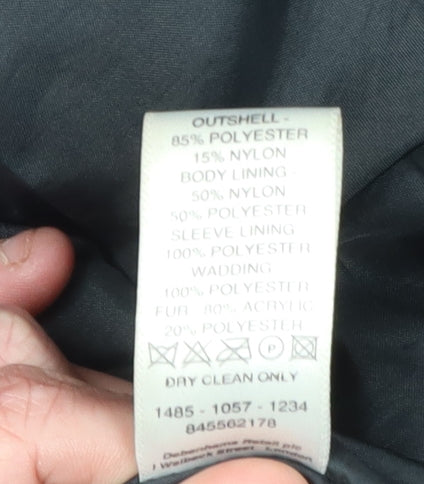 OUTSHELL -
85% POLYESTER
15% NYLON
BODY LINING -
50% NYLON
50% POLYESTER
SLEEVE LINING
100% POLYESTER
WADDING
100% POLYESTER
FUR 80% ACRYLIC
20% POLYESTER
P
DRY CLEAN ONLY
1485 - 1057 - 1234
845562178
Debenhams Retail plc
1 Welbeck Street London